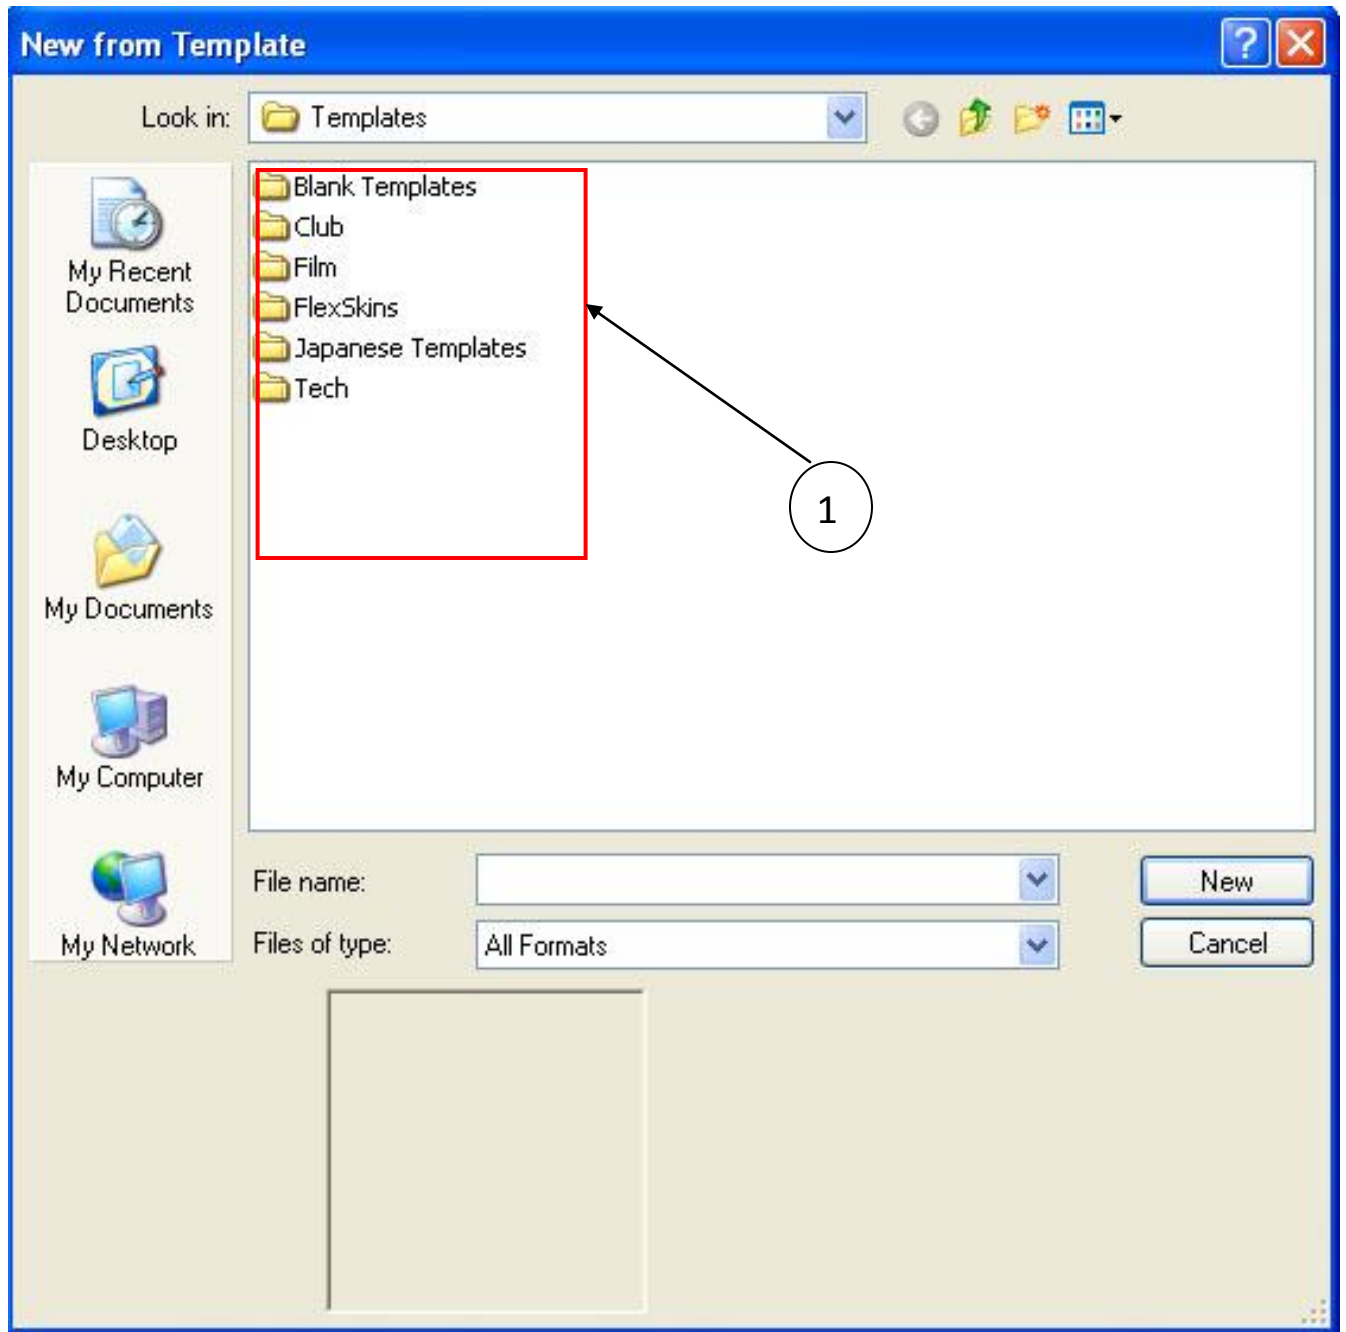 New from Template
Look in:
Templates
Blank Templates
Club
Film
FlexSkins
Japanese Templates
Tech
1
My Recent
Documents
Desktop
My Documents
My Computer
My Network
File name:
New
Files of type:
All Formats
Cancel